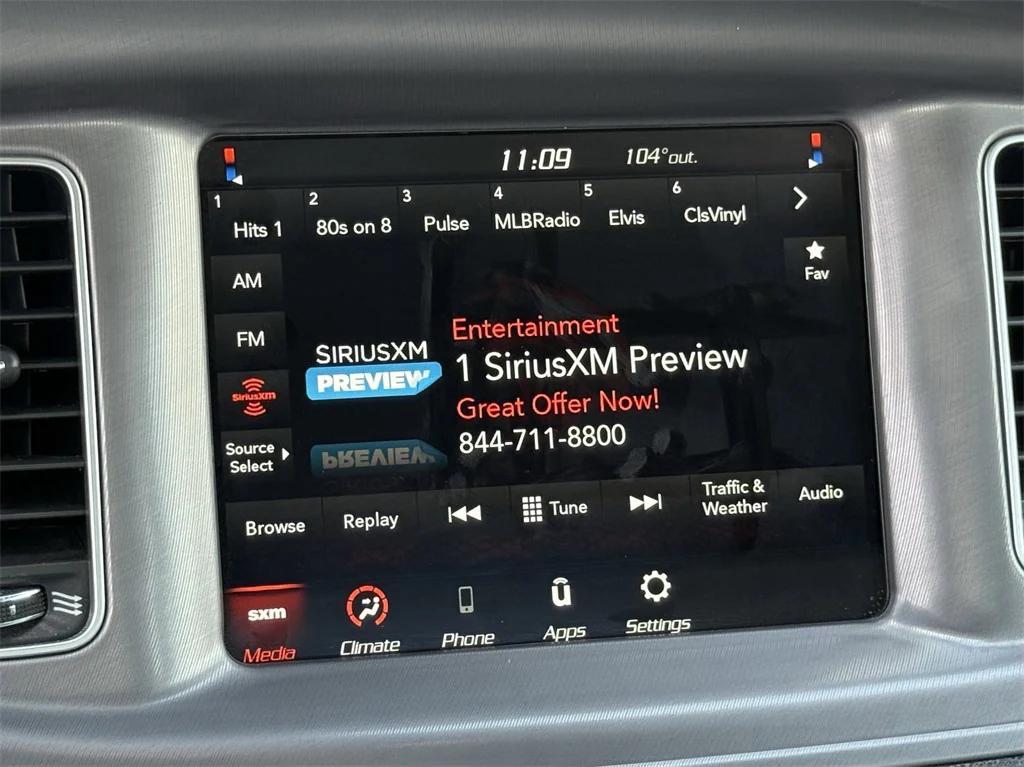 11:09 104°out.
1 Hits 1 2 80s on 8 3 Pulse 4 MLBRadio 5 Elvis 6 ClsVinyl
Fav
AM
FM
SiriusXM
Source
Select
SIRIUSXM
PREVIEW
PREVIEW
Entertainment
1 SiriusXM Preview
Great Offer Now!
844-711-8800
Browse Replay Tune Traffic &
Weather Audio
sxm
Media Climate Phone Apps Settings